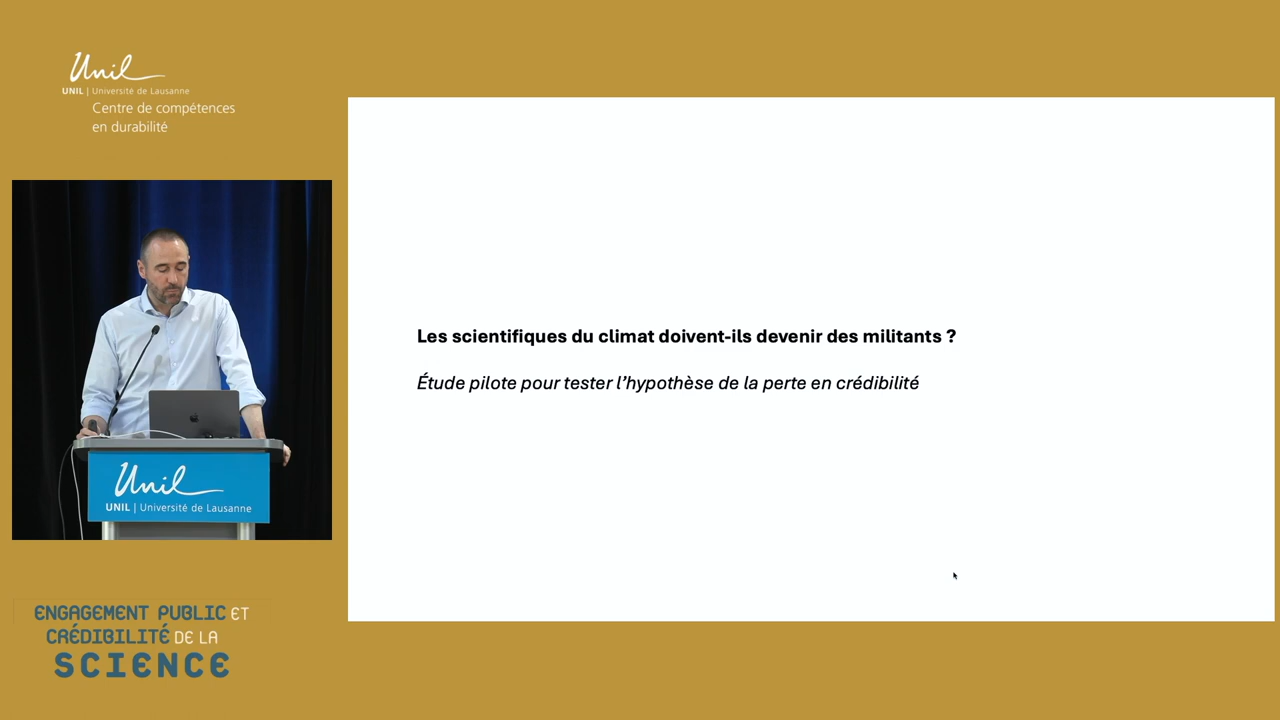 Unil
UNIL | Université de Lausanne
Centre de compétences
en durabilité
Les scientifiques du climat doivent-ils devenir des militants ?
Étude pilote pour tester l’hypothèse de la perte en crédibilité
Unil
UNIL | Université de Lausanne
ENGAGEMENT PUBLIC ET
CRÉDIBILITÉ DE LA
SCIENCE